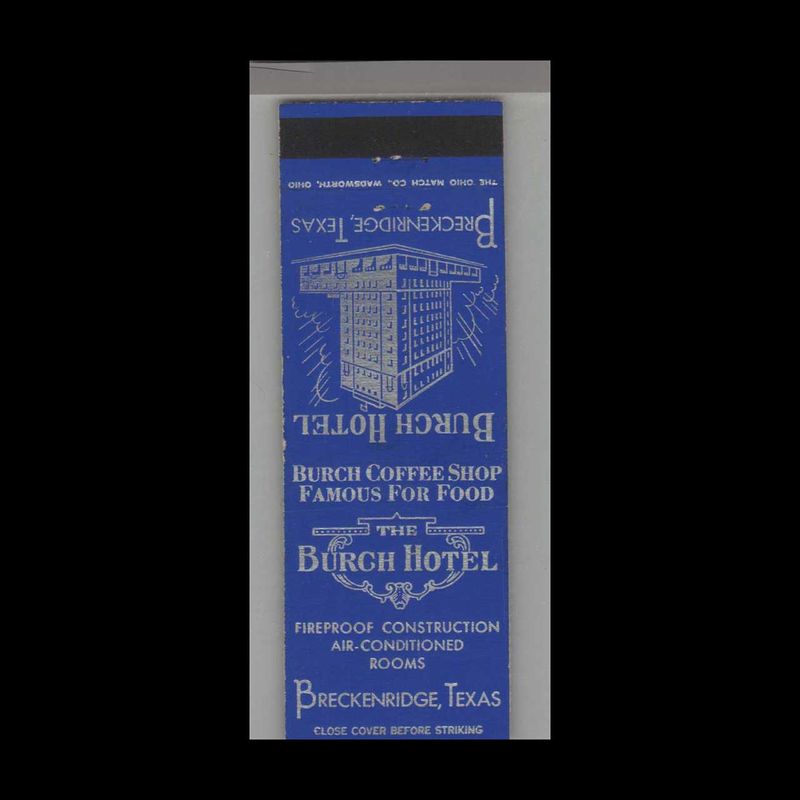 THE OHIO MATCH CO., WADSWORTH, OHIO
BRECKENRIDGE, TEXAS
BURCH HOTEL
BURCH COFFEE SHOP
FAMOUS FOR FOOD
THE
BURCH HOTEL
FIREPROOF CONSTRUCTION
AIR-CONDITIONED
ROOMS
BRECKENRIDGE, TEXAS
CLOSE COVER BEFORE STRIKING